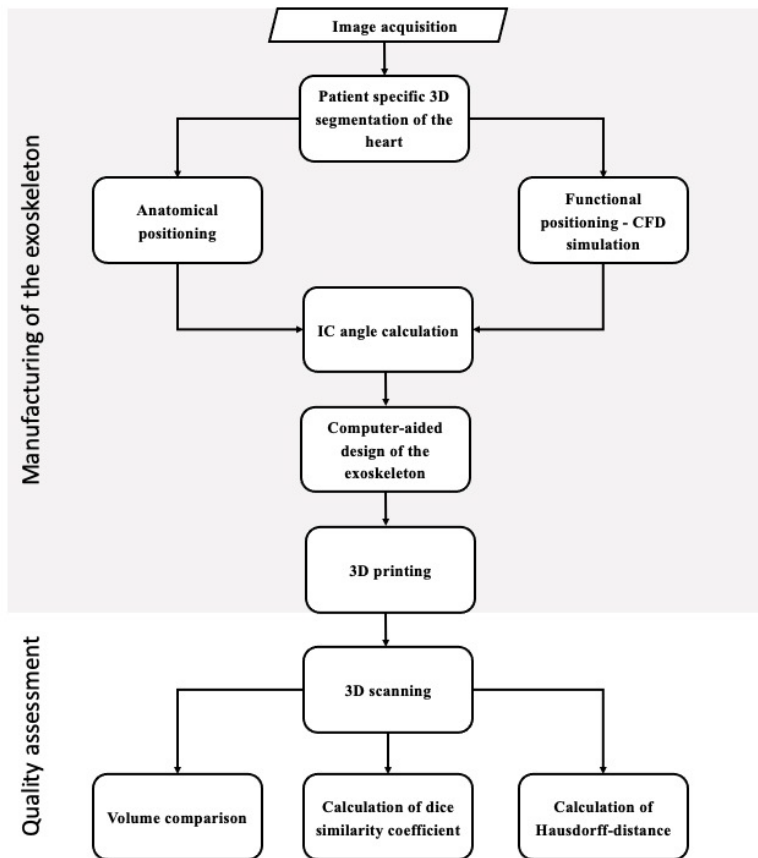 Manufacturing of the exoskeleton
Image acquisition
Patient specific 3D
segmentation of the
heart
Anatomical
positioning
Functional
positioning - CFD
simulation
IC angle calculation
Computer-aided
design of the
exoskeleton
3D printing
Quality assessment
3D scanning
Volume comparison
Calculation of dice
similarity coefficient
Calculation of
Hausdorff-distance